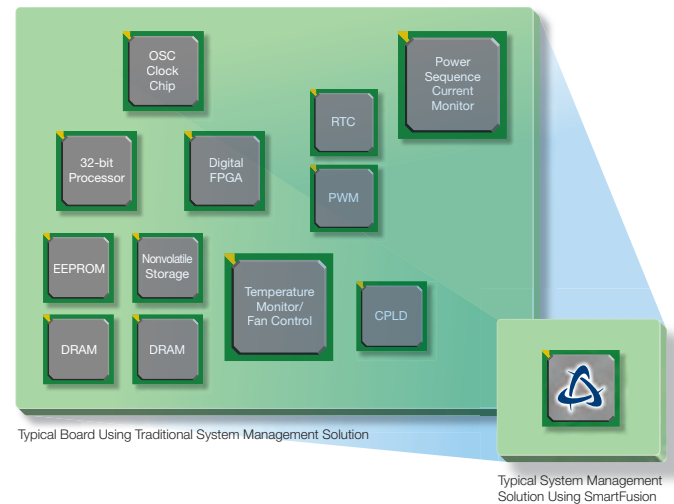 OSC
Clock
Chip
Power
Sequence
Current
Monitor
RTC
32-bit
Processor
Digital
FPGA
PWM
EEPROM
Nonvolatile
Storage
Temperature
Monitor/
Fan Control
CPLD
DRAM
DRAM
Typical Board Using Traditional System Management Solution
Typical System Management
Solution Using SmartFusion